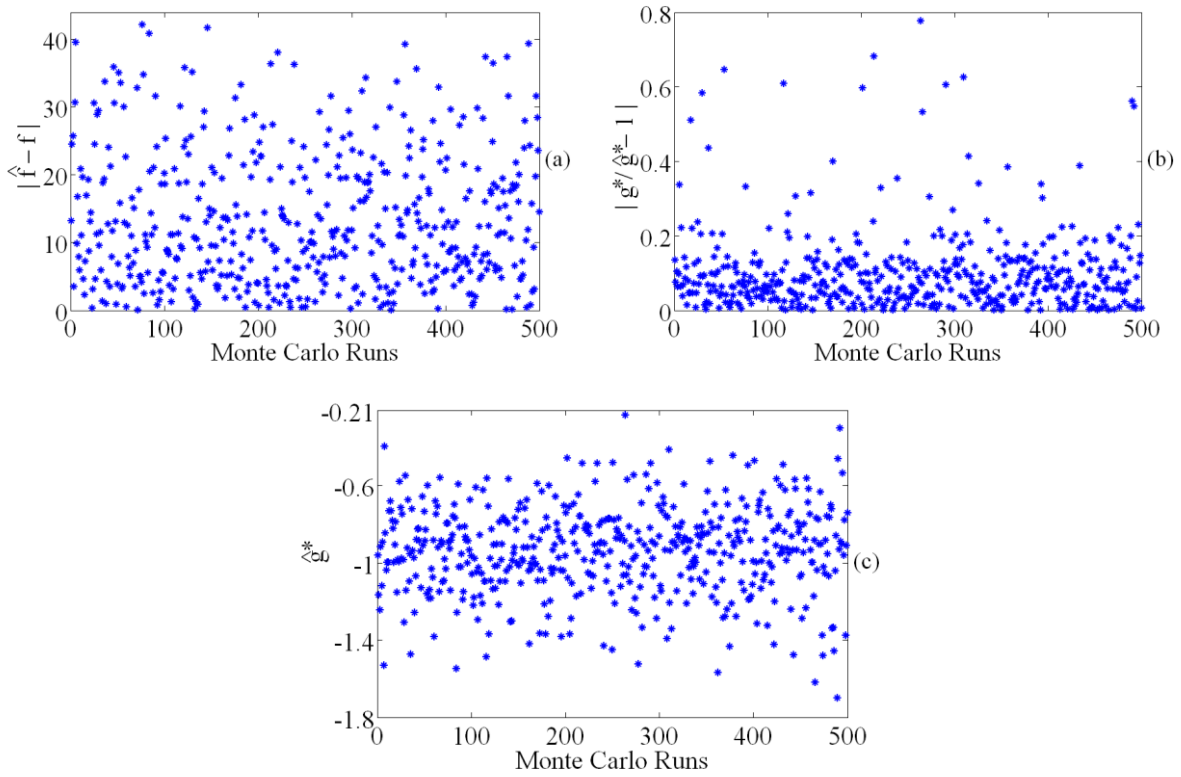 40
30
20
10
0
0 100 200 300 400 500
| f̂ − f |
Monte Carlo Runs
(a)
0.8
0.6
0.4
0.2
0
0 100 200 300 400 500
| g*/ ĝ*− 1 |
Monte Carlo Runs
(b)
-0.21
-0.6
-1
-1.4
-1.8
0 100 200 300 400 500
ĝ*
Monte Carlo Runs
(c)